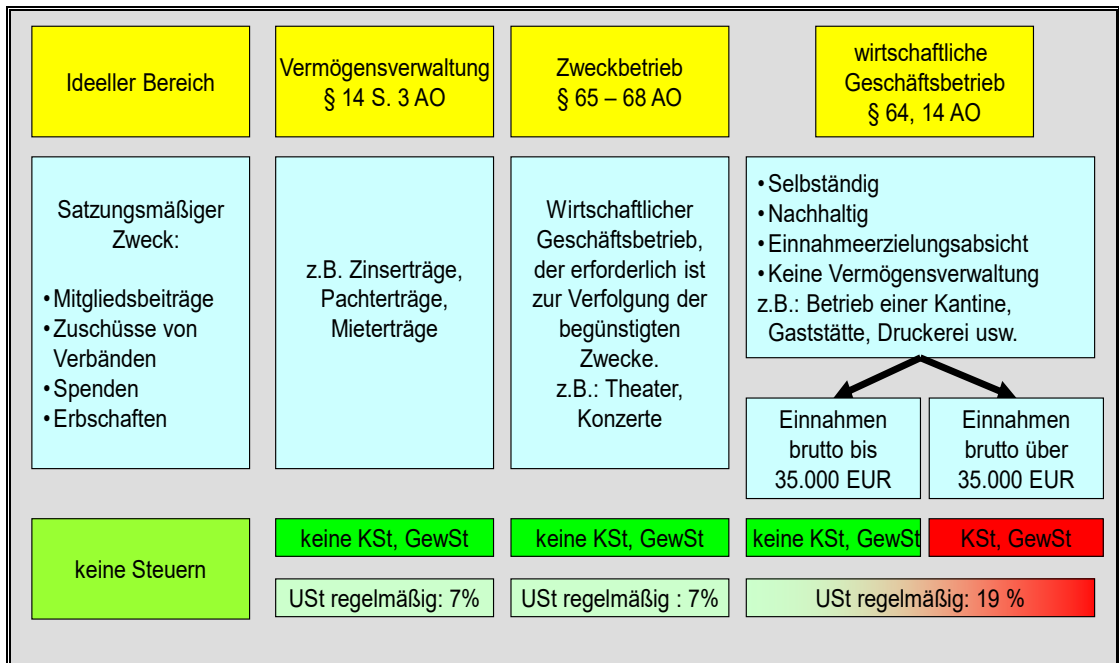 Ideeller Bereich
Vermögensverwaltung
§ 14 S. 3 AO
Zweckbetrieb
§ 65 – 68 AO
wirtschaftliche
Geschäftsbetrieb
§ 64, 14 AO
Satzungsmäßiger
Zweck:
•Mitgliedsbeiträge
•Zuschüsse von
Verbänden
•Spenden
•Erbschaften
z.B. Zinserträge,
Pachterträge,
Mieterträge
Wirtschaftlicher
Geschäftsbetrieb,
der erforderlich ist
zur Verfolgung der
begünstigten
Zwecke.
z.B.: Theater,
Konzerte
•Selbständig
•Nachhaltig
•Einnahmeerzielungsabsicht
•Keine Vermögensverwaltung
z.B.: Betrieb einer Kantine,
Gaststätte, Druckerei usw.
Einnahmen
brutto bis
35.000 EUR
Einnahmen
brutto über
35.000 EUR
keine Steuern
keine KSt, GewSt
keine KSt, GewSt
keine KSt, GewSt
KSt, GewSt
USt regelmäßig: 7%
USt regelmäßig : 7%
USt regelmäßig: 19 %